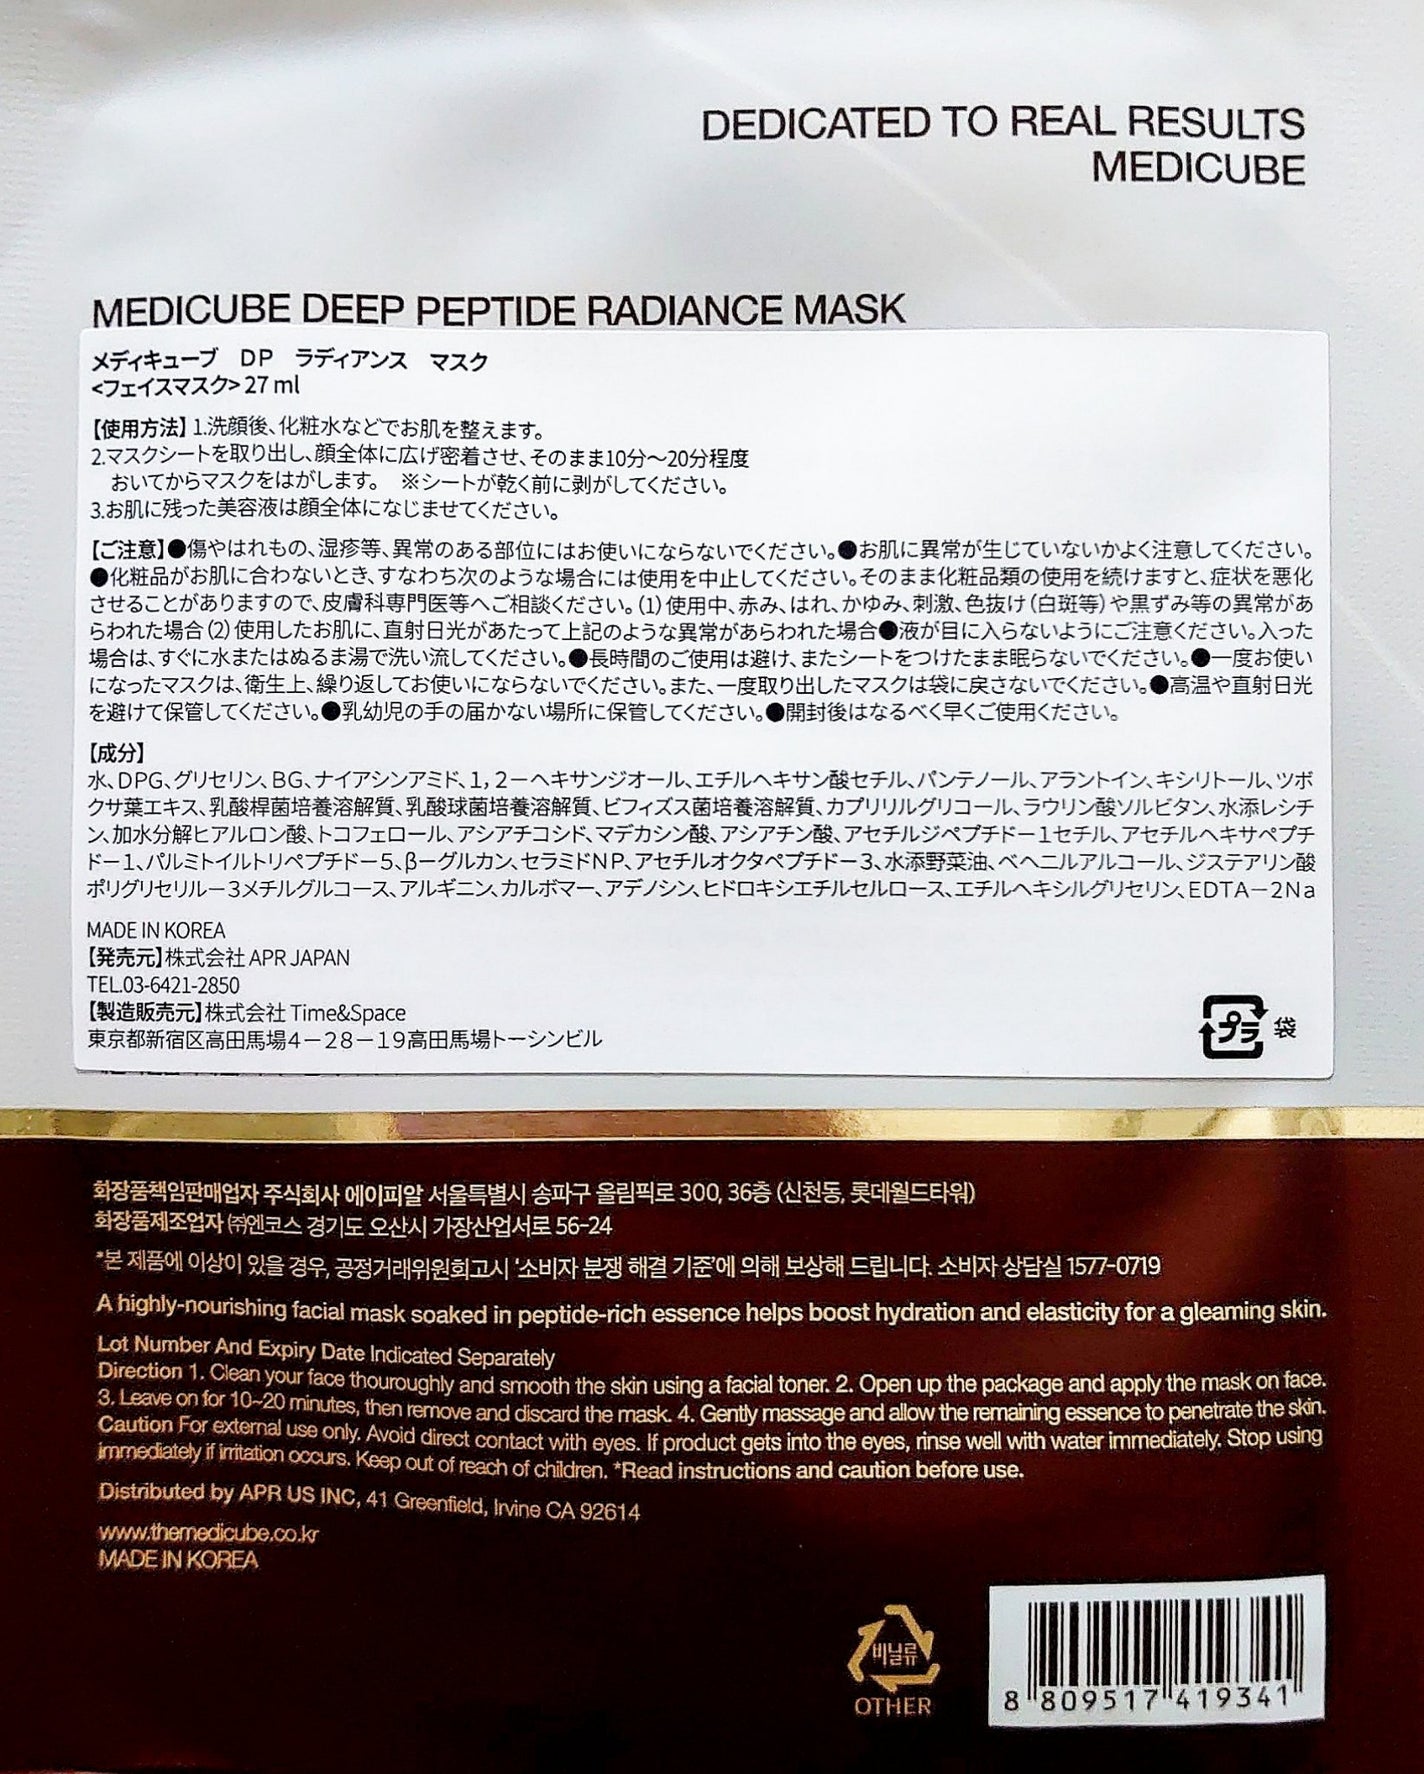 DEDICATED TO REAL RESULTS
MEDICUBE
MEDICUBE DEEP PEPTIDE RADIANCE MASK
メディキューブ　DP　ラディアンス　マスク
<フェイスマスク> 27 ml
【使用方法】 1.洗顔後、化粧水などでお肌を整えます。
2.マスクシートを取り出し、顔全体に広げ密着させ、そのまま10分～20分程度
おいてからマスクをはがします。　※シートが乾く前に剥がしてください。
3.お肌に残った美容液は顔全体になじませてください。
【ご注意】●傷やはれもの、湿疹等、異常のある部位にはお使いにならないでください。●お肌に異常が生じていないかよく注意してください。
●化粧品がお肌に合わないとき、すなわち次のような場合には使用を中止してください。そのまま化粧品類の使用を続けますと、症状を悪化
させることがありますので、皮膚科専門医等へご相談ください。(1) 使用中、赤み、はれ、かゆみ、刺激、色抜け (白斑等) や黒ずみ等の異常があ
らわれた場合 (2) 使用したお肌に、直射日光があたって上記のような異常があらわれた場合●液が目に入らないようにご注意ください。入った
場合は、すぐに水またはぬるま湯で洗い流してください。●長時間のご使用は避け、またシートをつけたまま眠らないでください。●一度お使い
になったマスクは、衛生上、繰り返してお使いにならないでください。また、一度取り出したマスクは袋に戻さないでください。●高温や直射日光
を避けて保管してください。●乳幼児の手の届かない場所に保管してください。●開封後はなるべく早くご使用ください。
【成分】
水、DPG、グリセリン、BG、ナイアシンアミド、1，2－ヘキサンジオール、エチルヘキサン酸セチル、パンテノール、アラントイン、キシリトール、ツボ
クサ葉エキス、乳酸桿菌培養溶解質、乳酸球菌培養溶解質、ビフィズス菌培養溶解質、カプリリルグリコール、ラウリン酸ソルビタン、水添レシチ
ン、加水分解ヒアルロン酸、トコフェロール、アシアチコシド、マデカシン酸、アシアチン酸、アセチルジペプチド－1セチル、アセチルヘキサペプチ
ド－1、パルミトイルトリペプチド－5、β－グルカン、セラミドNP、アセチルオクタペプチド－3、水添野菜油、ベヘニルアルコール、ジステアリン酸
ポリグリセリル－3メチルグルコース、アルギニン、カルボマー、アデノシン、ヒドロキシエチルセルロース、エチルヘキシルグリセリン、EDTA－2Na
MADE IN KOREA
【発売元】株式会社 APR JAPAN
TEL.03-6421-2850
【製造販売元】株式会社 Time&Space
東京都新宿区高田馬場4－28－19高田馬場トーシンビル
プラ 袋
화장품책임판매업자 주식회사 에이피알 서울특별시 송파구 올림픽로 300, 36층 (신천동, 롯데월드타워)
화장품제조업자 ㈜엔코스 경기도 오산시 가장산업서로 56-24
*본 제품에 이상이 있을 경우, 공정거래위원회고시 '소비자 분쟁 해결 기준'에 의해 보상해 드립니다. 소비자 상담실 1577-0719
A highly-nourishing facial mask soaked in peptide-rich essence helps boost hydration and elasticity for a gleaming skin.
Lot Number And Expiry Date Indicated Separately
Direction 1. Clean your face thouroughly and smooth the skin using a facial toner. 2. Open up the package and apply the mask on face.
3. Leave on for 10~20 minutes, then remove and discard the mask. 4. Gently massage and allow the remaining essence to penetrate the skin.
Caution For external use only. Avoid direct contact with eyes. If product gets into the eyes, rinse well with water immediately. Stop using
immediately if irritation occurs. Keep out of reach of children. *Read instructions and caution before use.
Distributed by APR US INC, 41 Greenfield, Irvine CA 92614
www.themedicube.co.kr
MADE IN KOREA
비닐류
OTHER
8 809517 419341